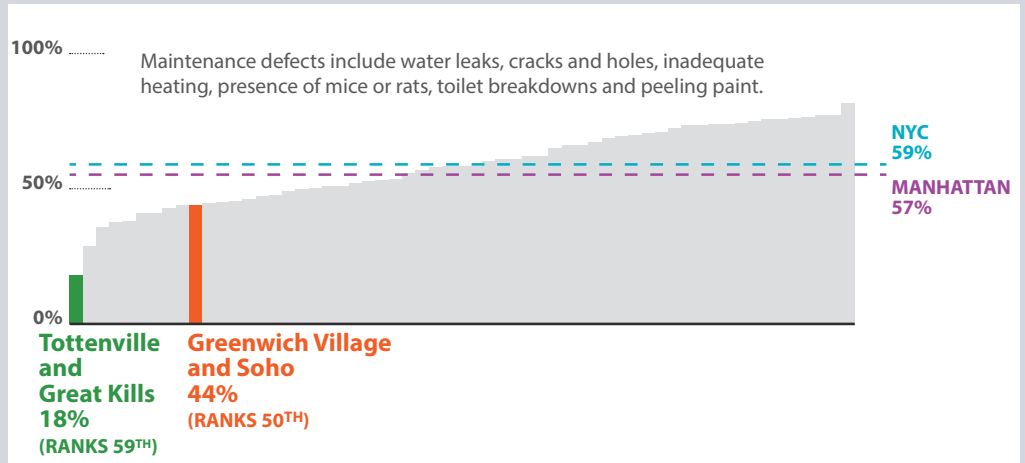 100%
Maintenance defects include water leaks, cracks and holes, inadequate
heating, presence of mice or rats, toilet breakdowns and peeling paint.
NYC
59%
50%
MANHATTAN
57%
0%
Tottenville
and
Great Kills
18%
(RANKS 59TH)
Greenwich Village
and Soho
44%
(RANKS 50TH)